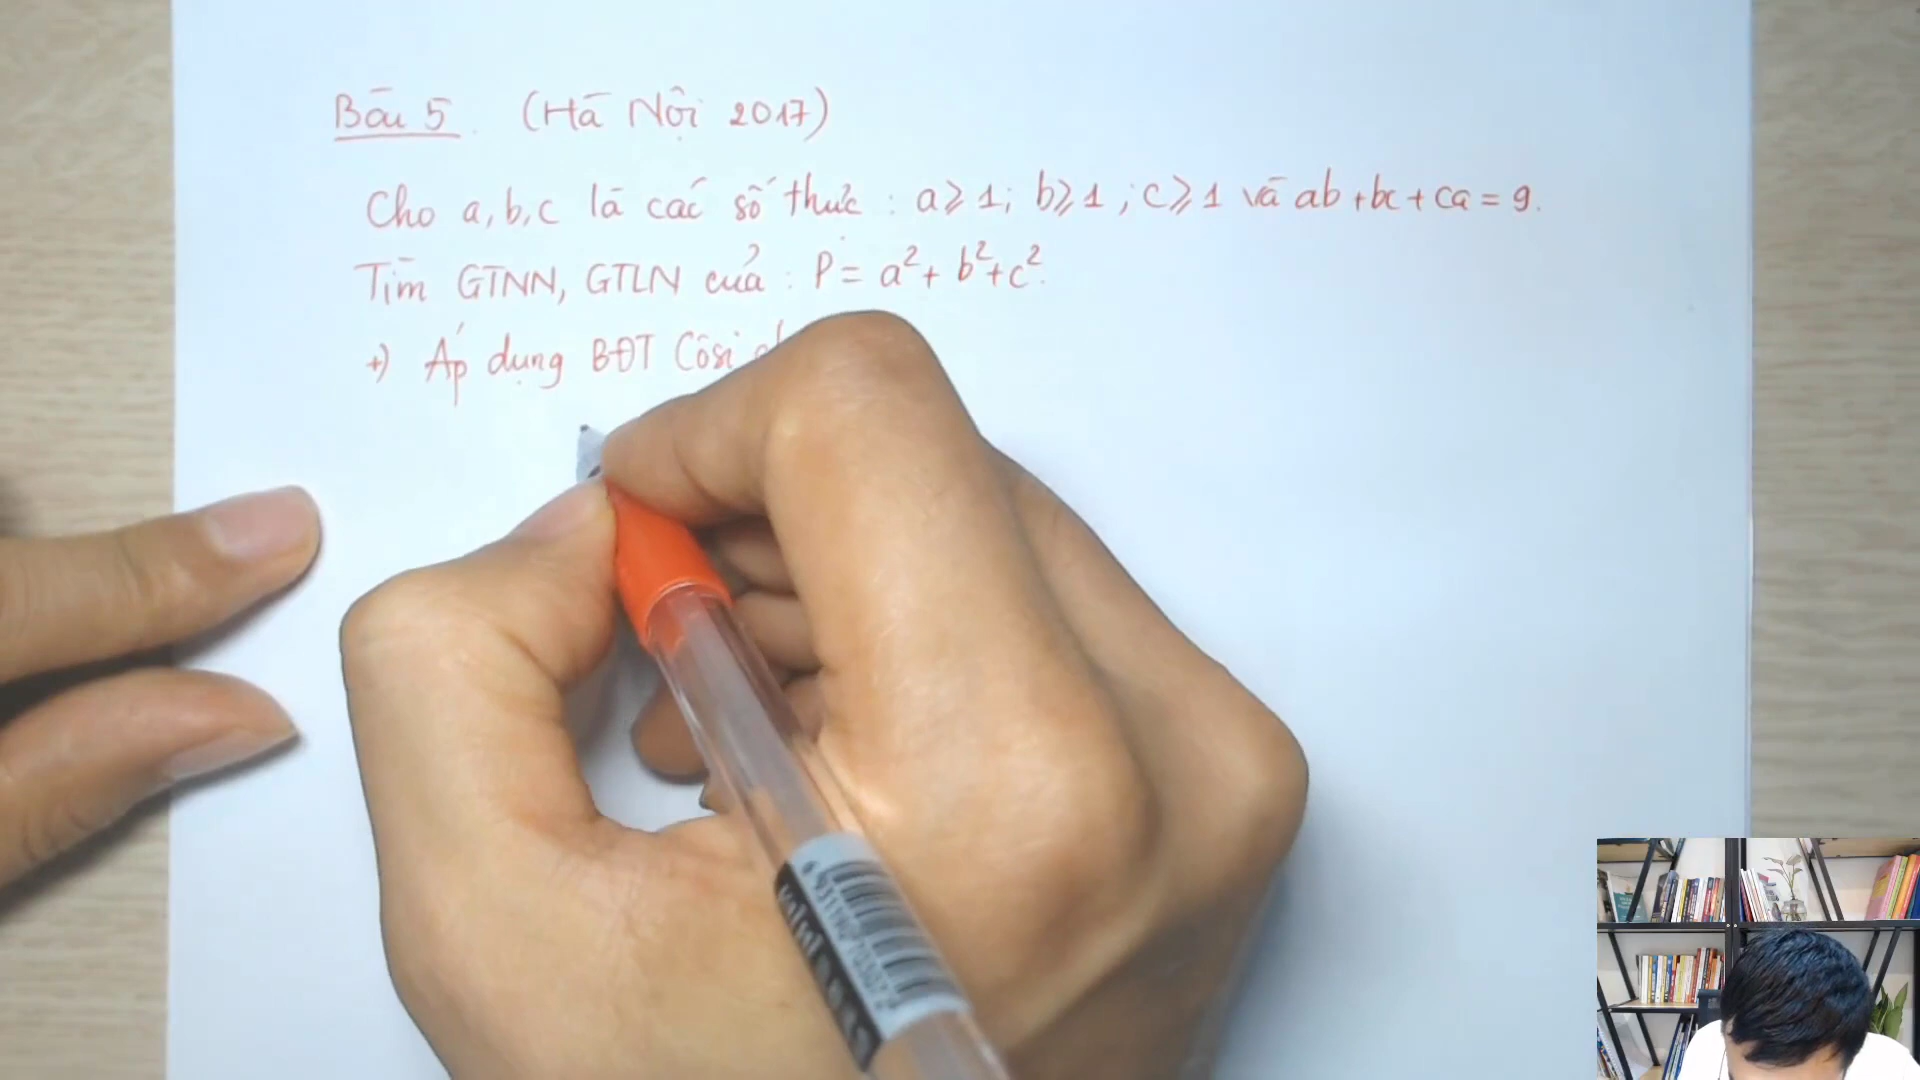 Bài 5 (Hà Nội 2017)
Cho a, b, c là các số thực : a ⩾ 1; b ⩾ 1 ; c ⩾ 1 và ab + bc + ca = 9.
Tìm GTNN, GTLN của : P = a² + b² + c².
+) Áp dụng BĐT Côsi